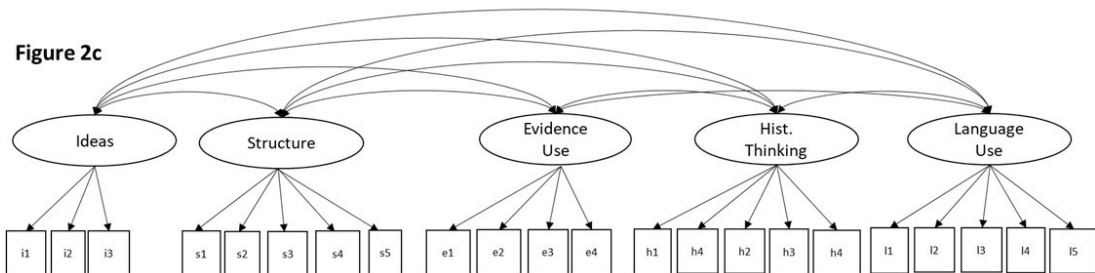 Figure 2c
Ideas
Structure
Evidence
Use
Hist.
Thinking
Language
Use
i1 i2 i3 s1 s2 s3 s4 s5 e1 e2 e3 e4 h1 h4 h2 h3 h4 l1 l2 l3 l4 l5